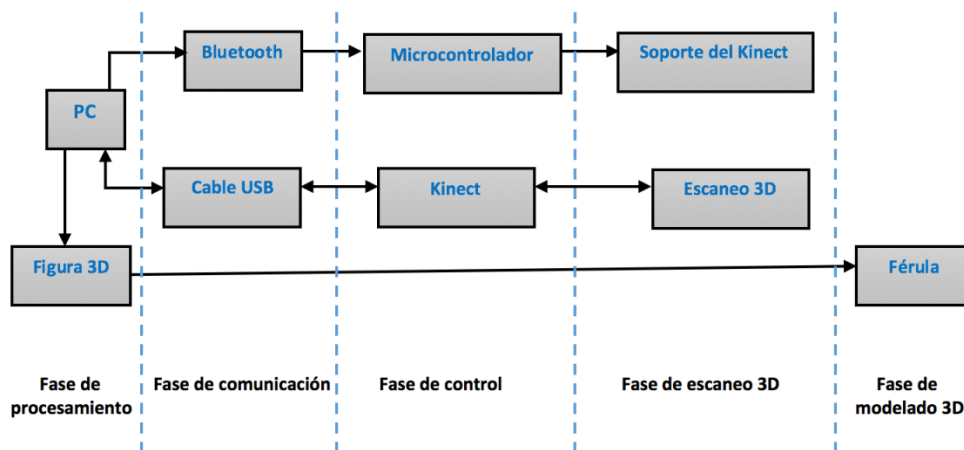 Bluetooth
Microcontrolador
Soporte del Kinect
PC
Cable USB
Kinect
Escaneo 3D
Figura 3D
Férula
Fase de
procesamiento
Fase de comunicación
Fase de control
Fase de escaneo 3D
Fase de
modelado 3D